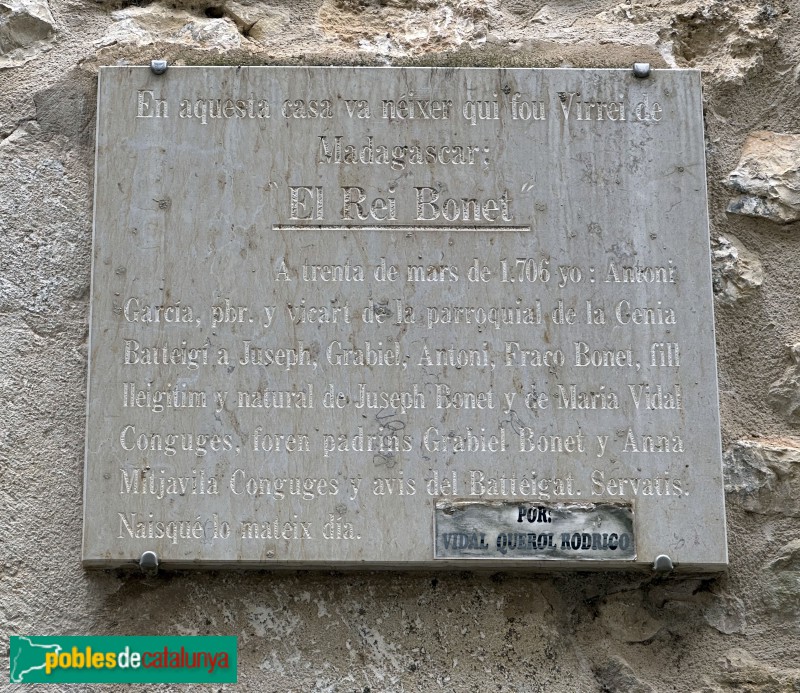 En aquesta casa va néixer qui fou Virrei de
Madagascar:
"El Rei Bonet"
A trenta de mars de 1.706 yo : Antoni
García, pbr. y vicart de la parroquial de la Cenia
Batteigí a Juseph, Grabiel, Antoni, Fraco Bonet, fill
lleigitim y natural de Juseph Bonet y de María Vidal
Conguges, foren padrins Grabiel Bonet y Anna
Mitjavila Conguges y avis del Batteigat. Servatis.
Naisqué lo mateix dia.
POR:
VIDAL QUEROL RODRIGO
poblesdecatalunya